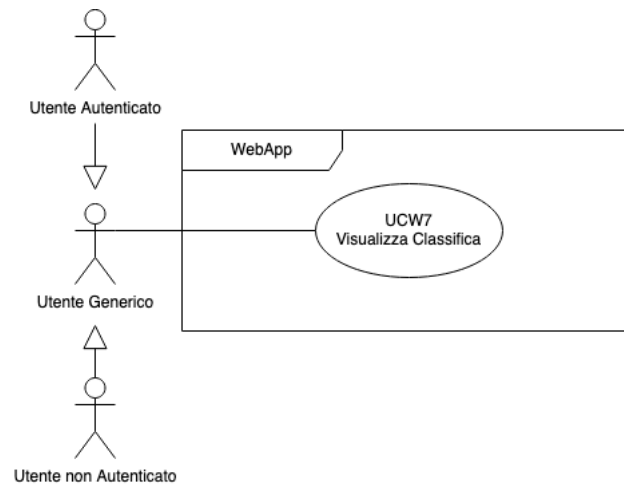 Utente Autenticato
WebApp
UCW7
Visualizza Classifica
Utente Generico
Utente non Autenticato